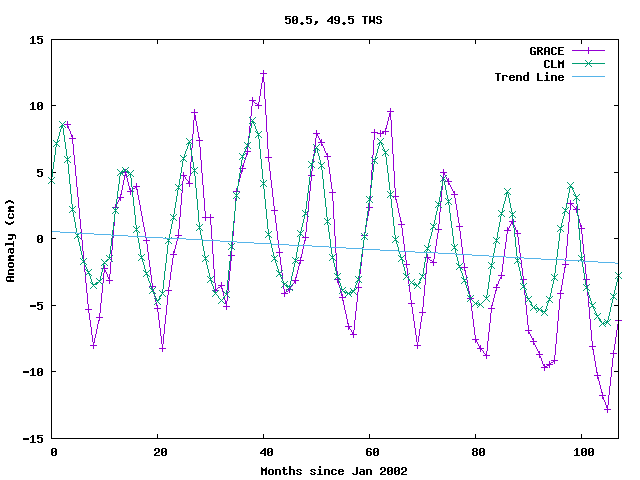 50.5, 49.5 TWS
GRACE
CLM
Trend Line
15
10
5
0
-5
-10
-15
Anomaly (cm)
0 20 40 60 80 100
Months since Jan 2002